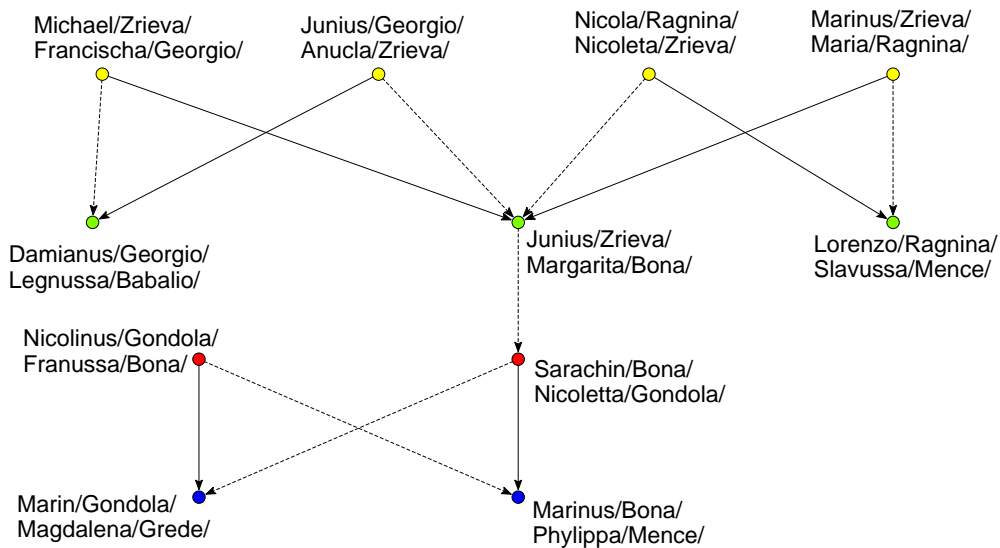 Michael/Zrieva/
Francischa/Georgio/
Junius/Georgio/
Anucla/Zrieva/
Nicola/Ragnina/
Nicoleta/Zrieva/
Marinus/Zrieva/
Maria/Ragnina/
Damianus/Georgio/
Legnussa/Babalio/
Junius/Zrieva/
Margarita/Bona/
Lorenzo/Ragnina/
Slavussa/Mence/
Nicolinus/Gondola/
Franussa/Bona/
Sarachin/Bona/
Nicoletta/Gondola/
Marin/Gondola/
Magdalena/Grede/
Marinus/Bona/
Phylippa/Mence/